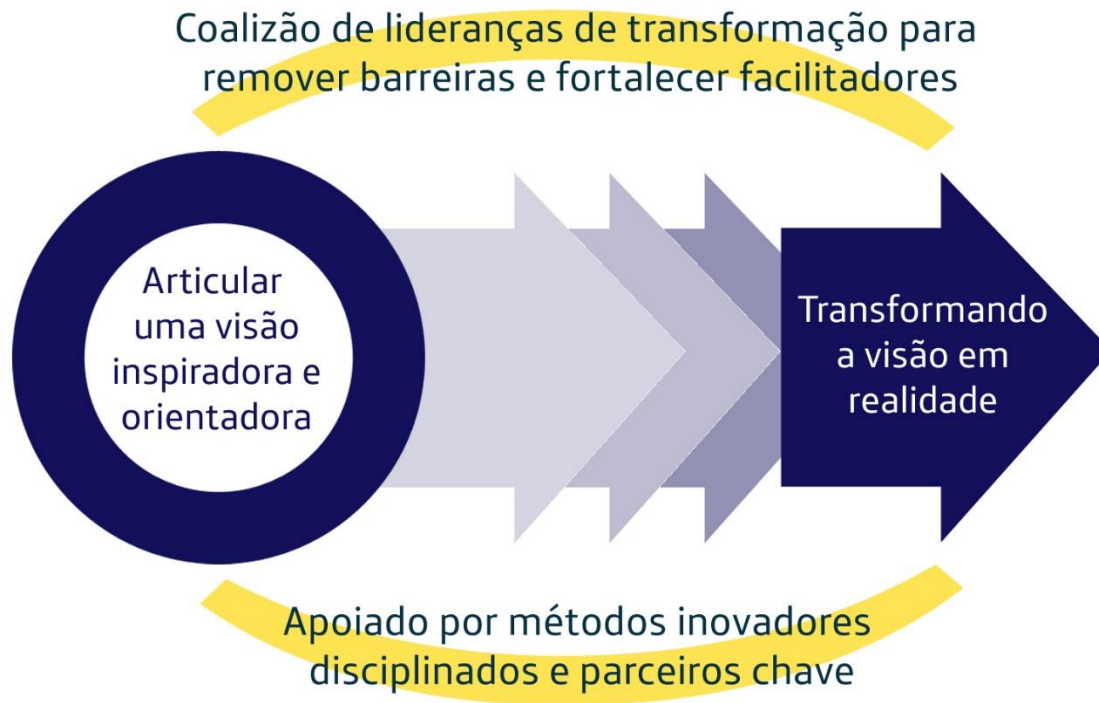 Coalizão de lideranças de transformação para
remover barreiras e fortalecer facilitadores
Articular
uma visão
inspiradora e
orientadora
Transformando
a visão em
realidade
Apoiado por métodos inovadores
disciplinados e parceiros chave